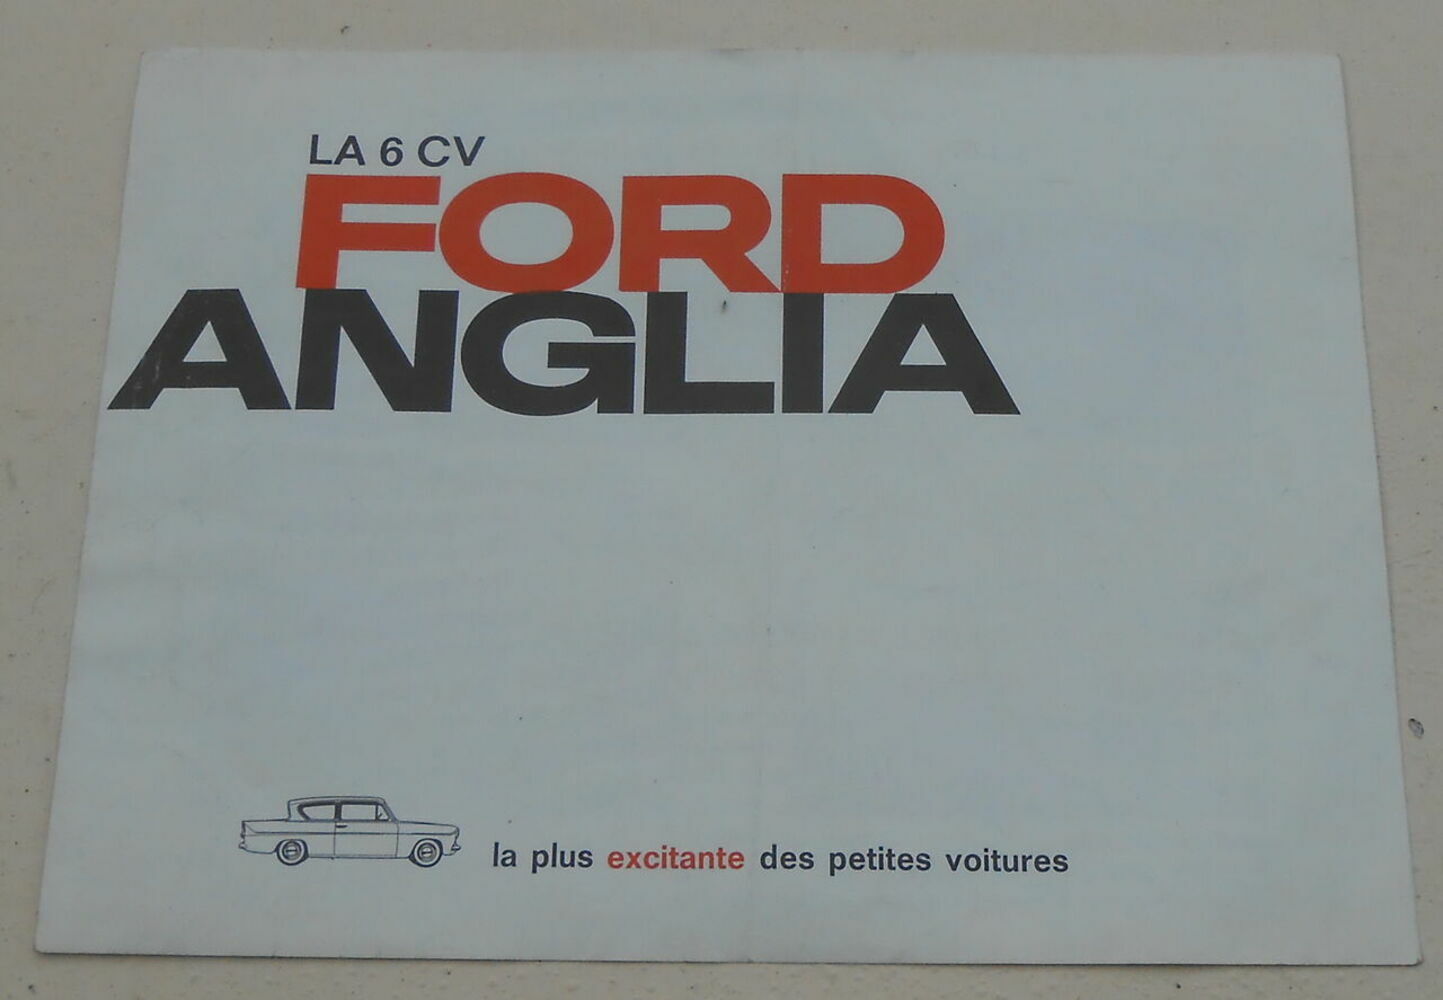 LA 6 CV
FORD
ANGLIA
la plus excitante des petites voitures